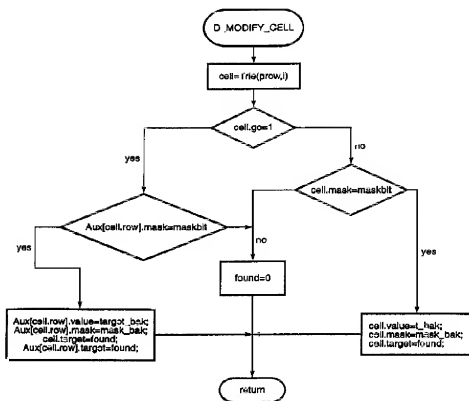 D_MODIFY_CELL
cell=Trie(prow,i)
cell.go=1
yes
no
cell.mask=maskbit
Aux[cell.row].mask=maskbit
yes
no
yes
found=0
Aux[cell.row].value=target_bak;
Aux[cell.row].mask=mask_bak;
cell.target=found;
Aux[cell.row].target=found;
cell.value=t_bak;
cell.mask=mask_bak;
cell.target=found;
return